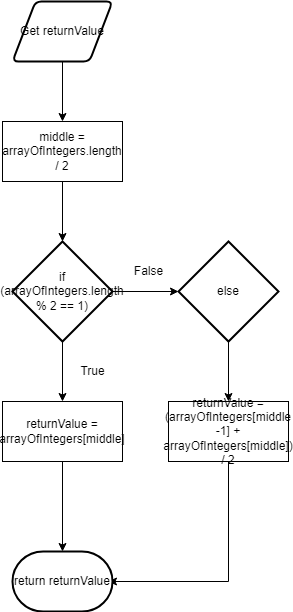 Get returnValue
middle =
arrayOfIntegers.length
/ 2
if
(arrayOfIntegers.length
% 2 == 1)
False
else
True
returnValue =
arrayOfIntegers[middle]
returnValue =
(arrayOfIntegers[middle
-1] +
arrayOfIntegers[middle])
/ 2
return returnValue